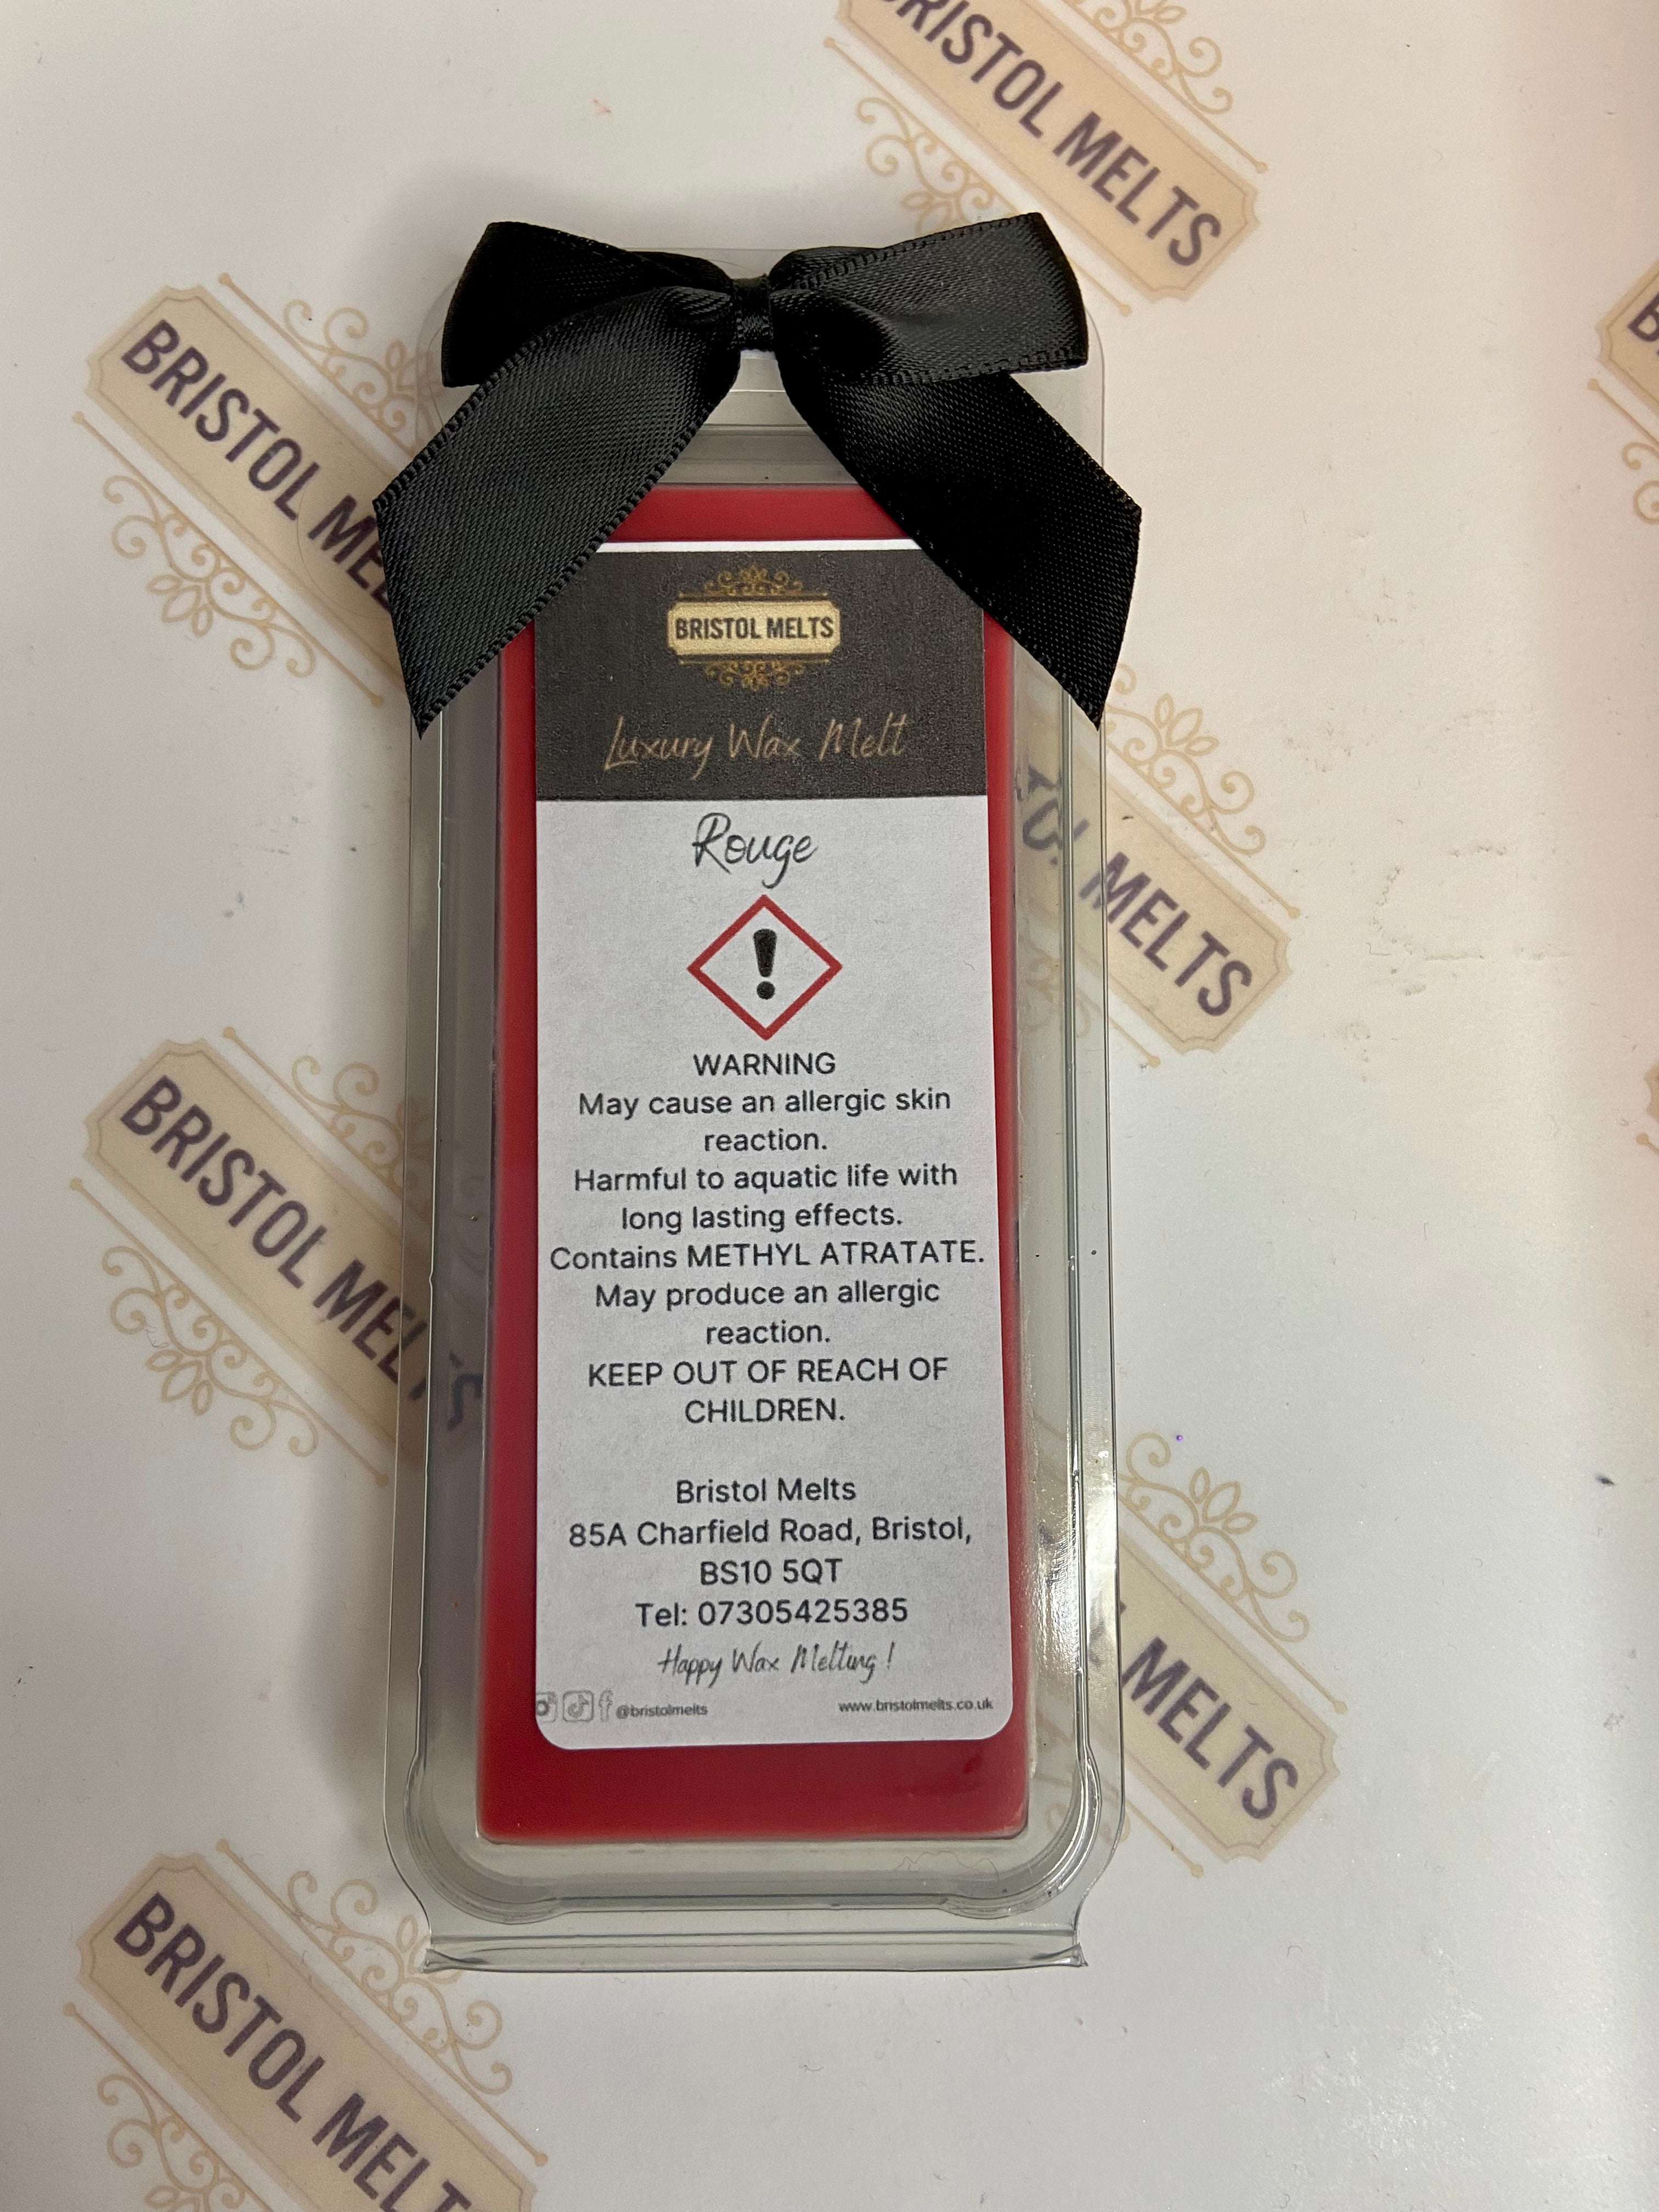 BRISTOL MELTS
BRISTOL
BRISTOL MELTS
Luxury Wax Melt
Rouge
WARNING
May cause an allergic skin
reaction.
Harmful to aquatic life with
long lasting effects.
Contains METHYL ATRATATE.
May produce an allergic
reaction.
KEEP OUT OF REACH OF
CHILDREN.
Bristol Melts
85A Charfield Road, Bristol,
BS10 5QT
Tel: 07305425385
Happy Wax Melting !
@bristolmelts
www.bristolmelts.co.uk
MELTS
BRISTOL
MELTS
BRISTOL